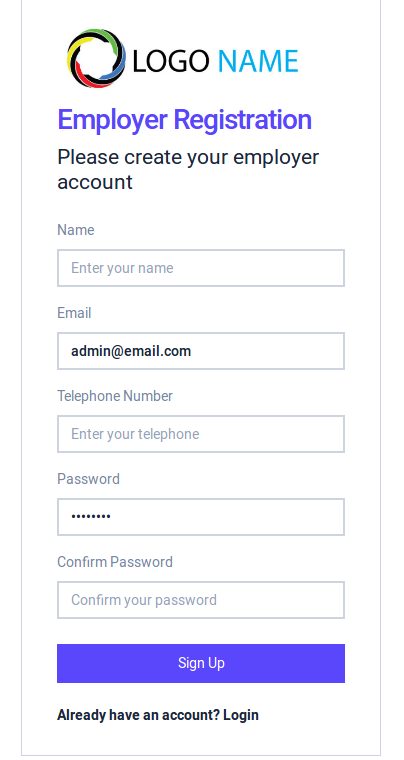 LOGO NAME
Employer Registration
Please create your employer
account
Name
Enter your name
Email
admin@email.com
Telephone Number
Enter your telephone
Password
••••••••
Confirm Password
Confirm your password
Sign Up
Already have an account? Login